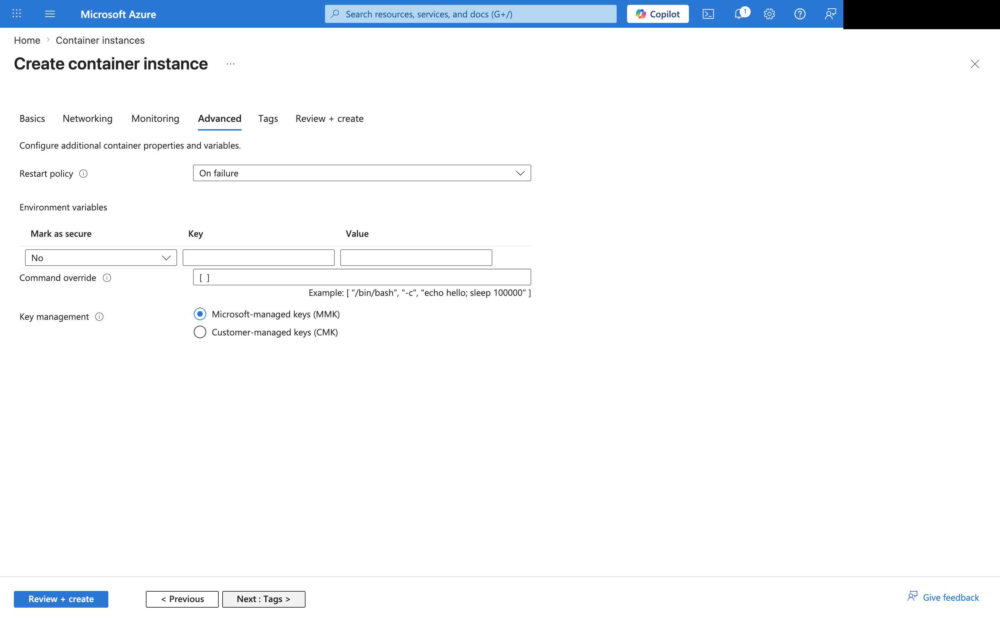 Microsoft Azure
Search resources, services, and docs (G+/)
Copilot
1
Home > Container instances
Create container instance ...
Basics Networking Monitoring Advanced Tags Review + create
Configure additional container properties and variables.
Restart policy On failure
Environment variables
Mark as secure Key Value
No
Command override [ ]
Example: [ "/bin/bash", "-c", "echo hello; sleep 100000" ]
Key management Microsoft-managed keys (MMK)
Customer-managed keys (CMK)
Review + create < Previous Next : Tags > Give feedback